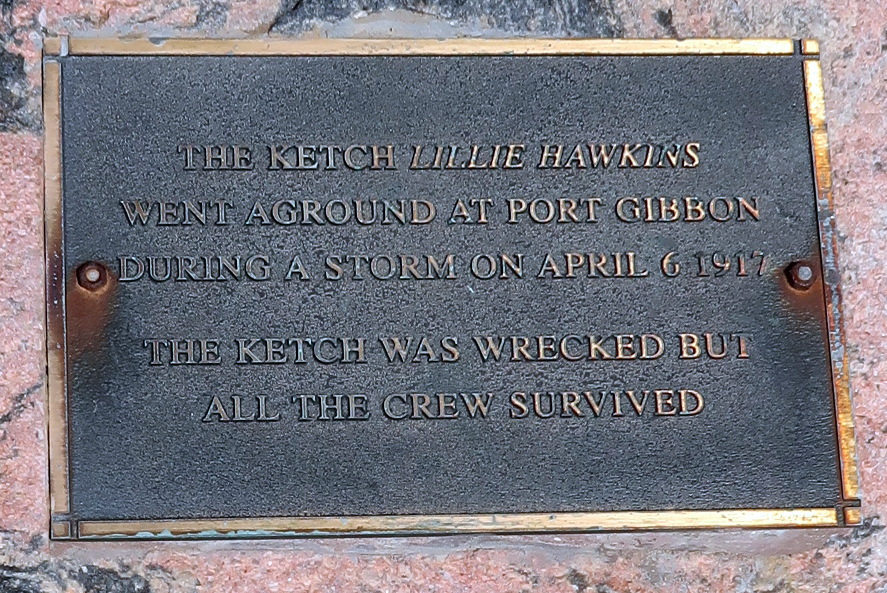 THE KETCH LILLIE HAWKINS
WENT AGROUND AT PORT GIBBON
DURING A STORM ON APRIL 6 1917
THE KETCH WAS WRECKED BUT
ALL THE CREW SURVIVED